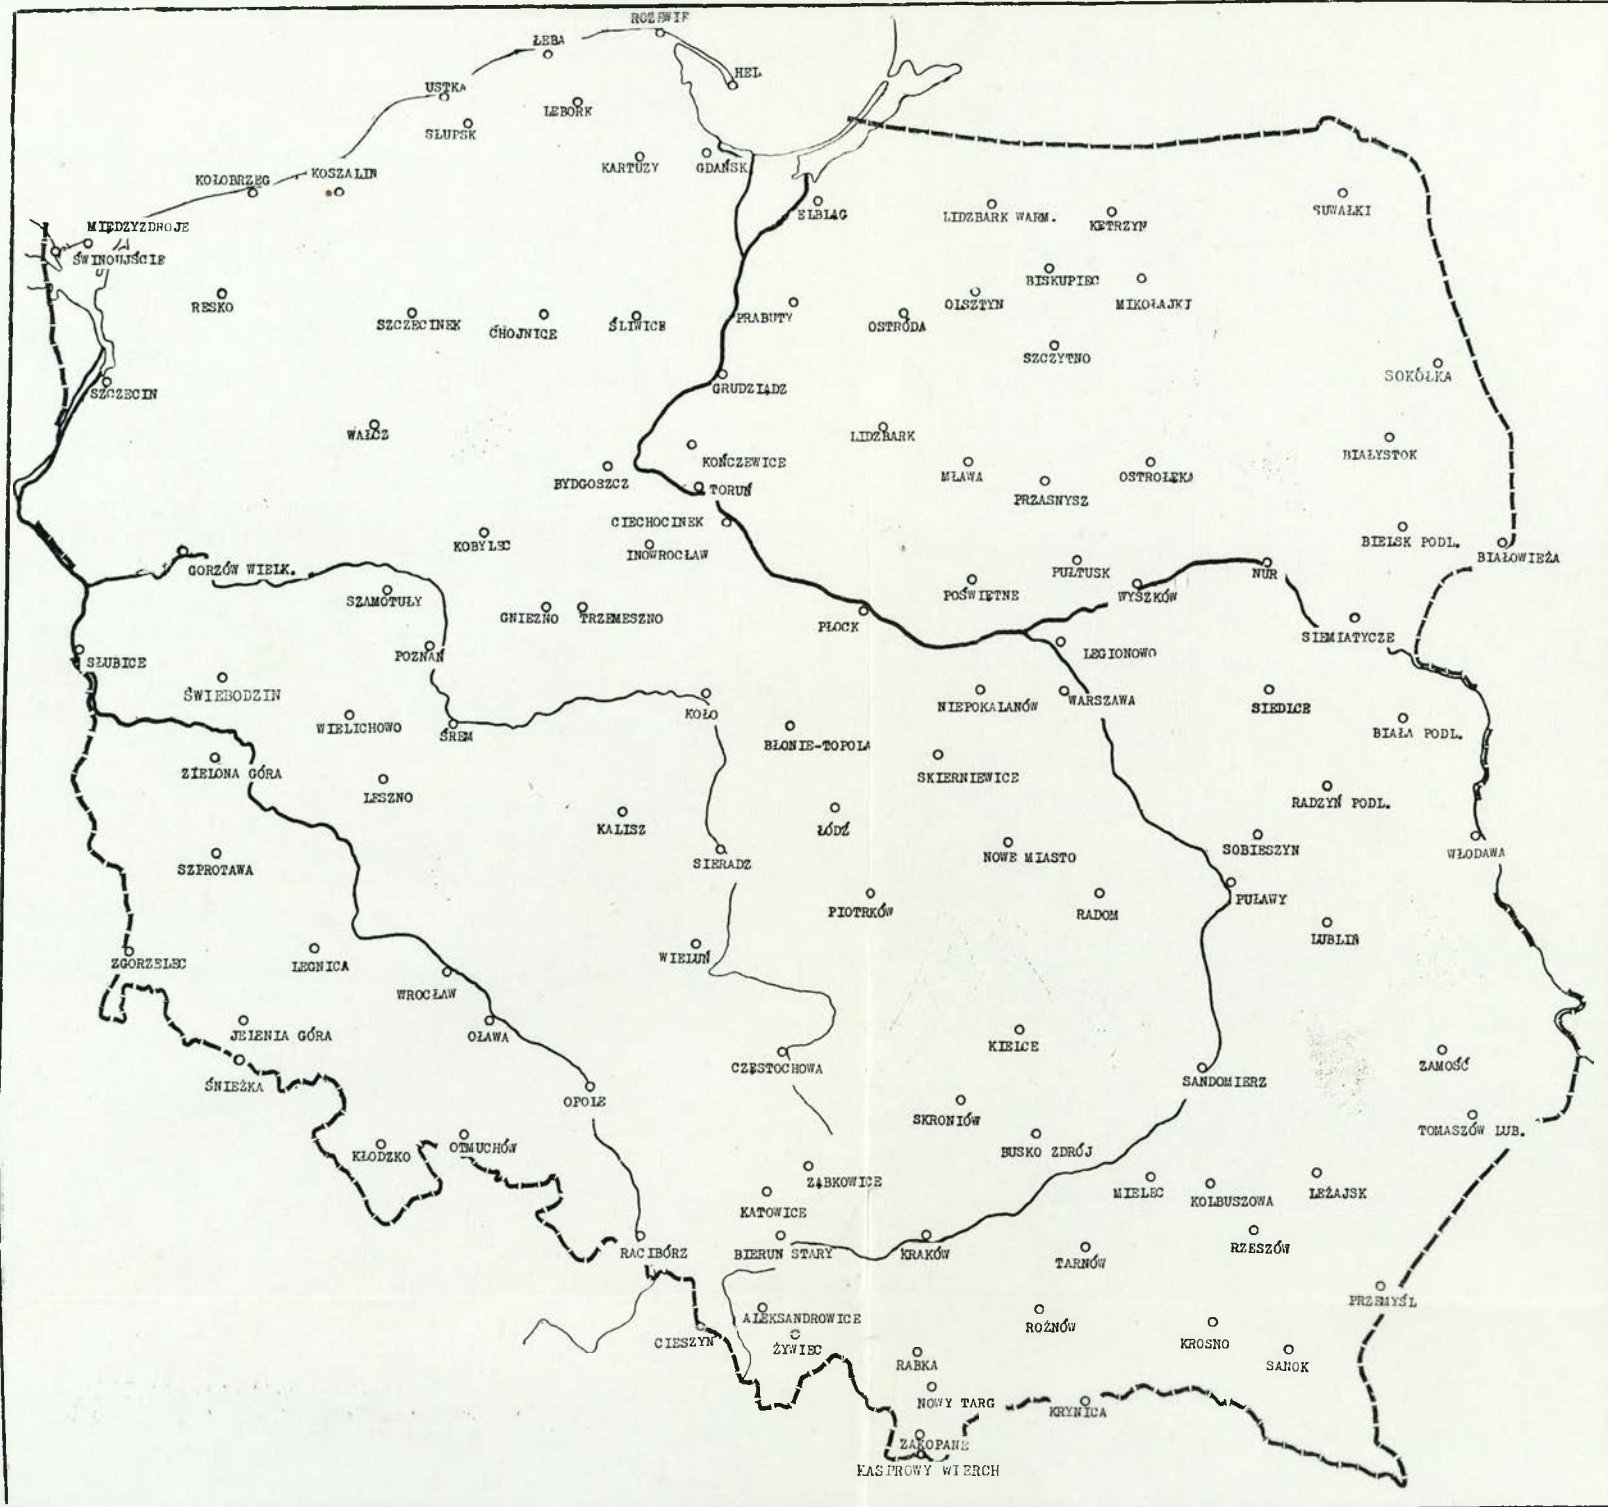 ROZEWIE
ŁEBA
HEL
USTKA
LEBORK
SŁUPSK
KARTUZY
GDAŃSK
KOSZALIN
KOŁOBRZEG
ELBLAG
LIDZBARK WARM.
KETRZYN
SUWAŁKI
MIĘDZYZDROJE
ŚWINOUJŚCIE
BISKUPIEC
RESKO
OLSZTYN
MIKOŁAJKI
PRABUTY
SZCZECINEK
CHOJNICE
ŚLIWICE
OSTRÓDA
SZCZYTNO
SOKÓŁKA
GRUDZIĄDZ
SZCZECIN
WAŁCZ
LIDZBARK
BIAŁYSTOK
KOŃCZEWICE
BYDGOSZCZ
TORUŃ
MŁAWA
OSTROŁĘKA
PRZASNYSZ
CIECHOCINEK
KOBYLEC
INOWROCŁAW
BIELSK PODL.
BIAŁOWIEŻA
GORZÓW WIELK.
PUŁTUSK
NUR
SZAMOTUŁY
POŚWIĘTNE
WYSZKÓW
GNIEZNO
TRZEMESZNO
PŁOCK
SIEMIATYCZE
POZNAŃ
SŁUBICE
LEGIONOWO
ŚWIEBODZIN
WIELICHOWO
ŚREM
KOŁO
NIEPOKALANÓW
WARSZAWA
SIEDLCE
BIAŁA PODL.
BŁONIE-TOPOLA
ZIELONA GÓRA
SKIERNIEWICE
LESZNO
RADZYŃ PODL.
KALISZ
ŁÓDŹ
SIERADZ
NOWE MIASTO
SOBIESZYN
WŁODAWA
SZPROTAWA
PIOTRKÓW
RADOM
PUŁAWY
LUBLIN
ZGORZELEC
LEGNICA
WIELUŃ
WROCŁAW
JELENIA GÓRA
OŁAWA
KIELCE
CZĘSTOCHOWA
ZAMOŚĆ
ŚNIEŻKA
SANDOMIERZ
OPOLE
SKRONIÓW
TOMASZÓW LUB.
KŁODZKO
OTMUCHÓW
BUSKO ZDRÓJ
ZĄBKOWICE
MIELEC
KOLBUSZOWA
LEŻAJSK
KATOWICE
RACIBÓRZ
BIERUN STARY
KRAKÓW
RZESZÓW
TARNÓW
PRZEMYŚL
ALEKSANDROWICE
ROŻNÓW
CIESZYN
ŻYWIEC
KROSNO
RABKA
SANOK
NOWY TARG
KRYNICA
ZAKOPANE
KASPROWY WIERCH